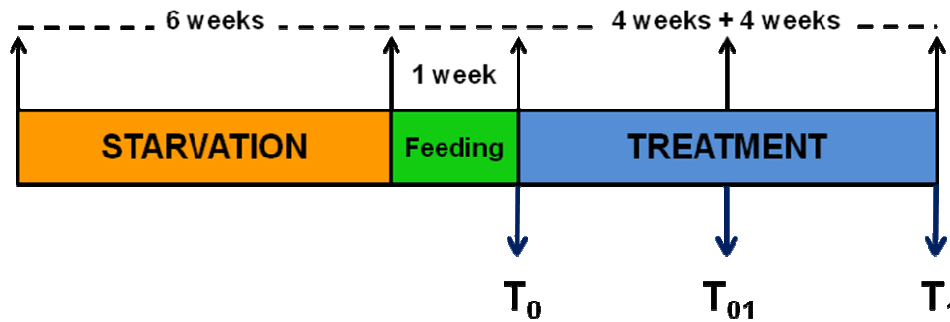 6 weeks 4 weeks + 4 weeks
1 week
STARVATION Feeding TREATMENT
T0 T01 T